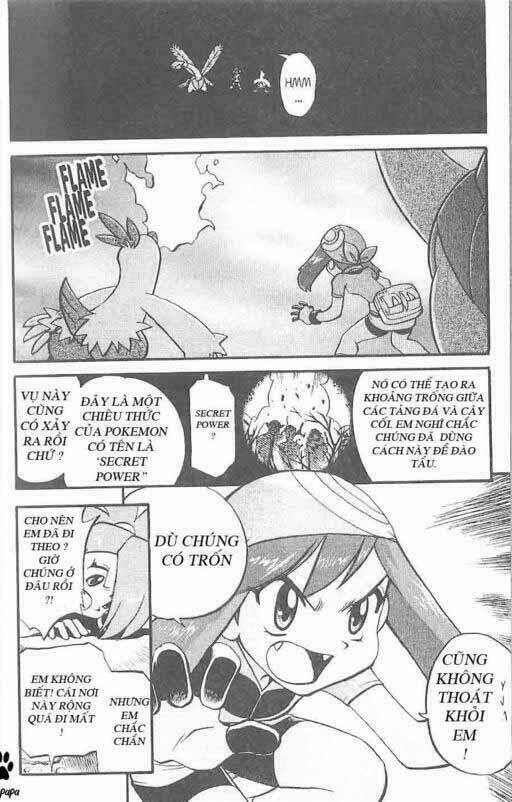 HMM
...
FLAME
FLAME
FLAME
NÓ CÓ THỂ TẠO RA
KHOẢNG TRỐNG GIỮA
CÁC TẢNG ĐÁ VÀ CÂY
CỐI. EM NGHĨ CHẮC
CHÚNG ĐÃ DÙNG
CÁCH NÀY ĐỂ ĐÀO
TẨU.
SECRET
POWER
?
ĐÂY LÀ MỘT
CHIÊU THỨC
CỦA POKEMON
CÓ TÊN LÀ
'SECRET
POWER"
VỤ NÀY
CŨNG
CÓ XẢY
RA RỒI
CHỨ ?
DÙ CHÚNG
CÓ TRỐN
CŨNG
KHÔNG
THOÁT
KHỎI
EM
!
CHO NÊN
EM ĐÃ ĐI
THEO ?
GIỜ
CHÚNG Ở
ĐÂU RỒI
?!
EM KHÔNG
BIẾT! CÁI NƠI
NÀY RỘNG
QUÁ ĐI MẤT
!
NHƯNG
EM
CHẮC
CHẮN
papa